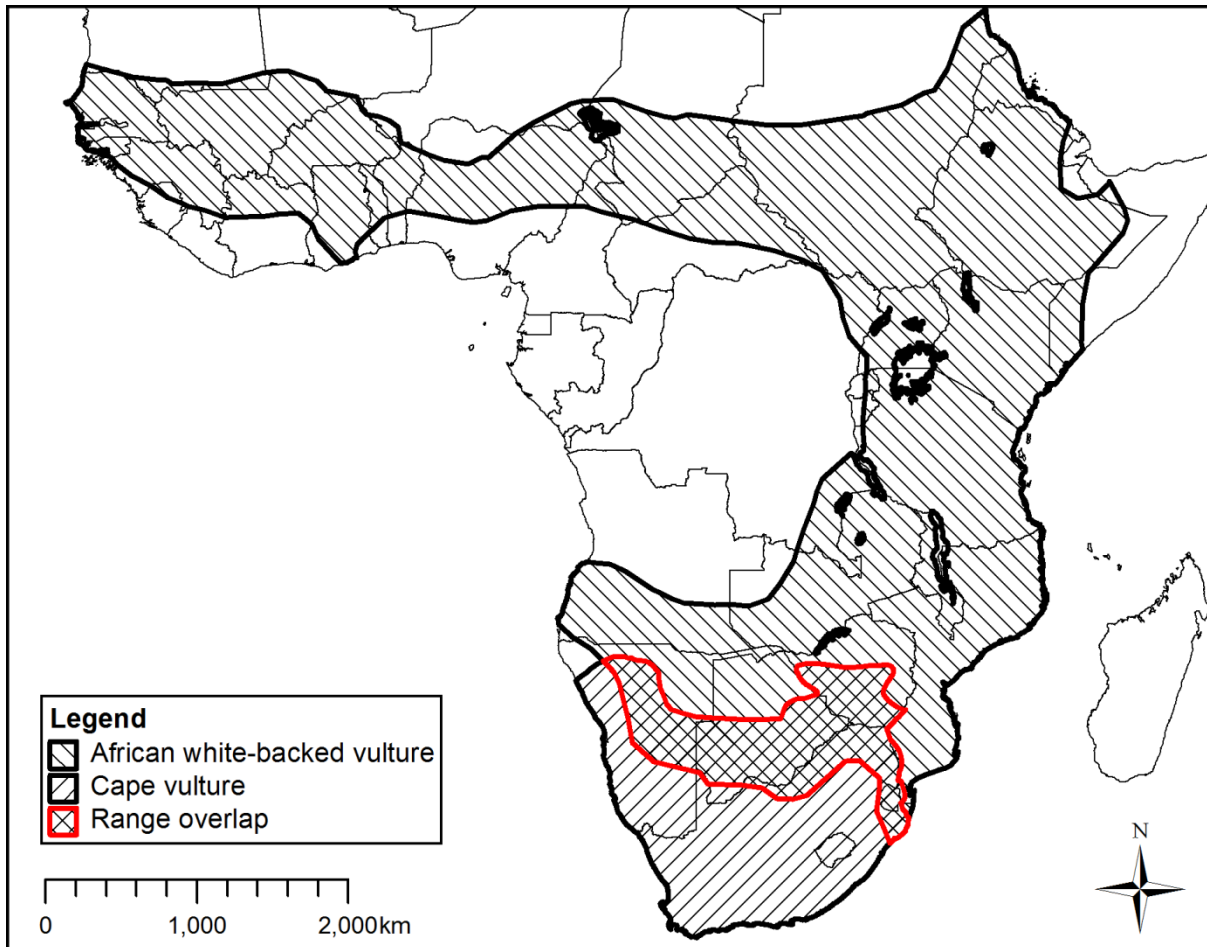 Legend
African white-backed vulture
Cape vulture
Range overlap
N
0 1,000 2,000km